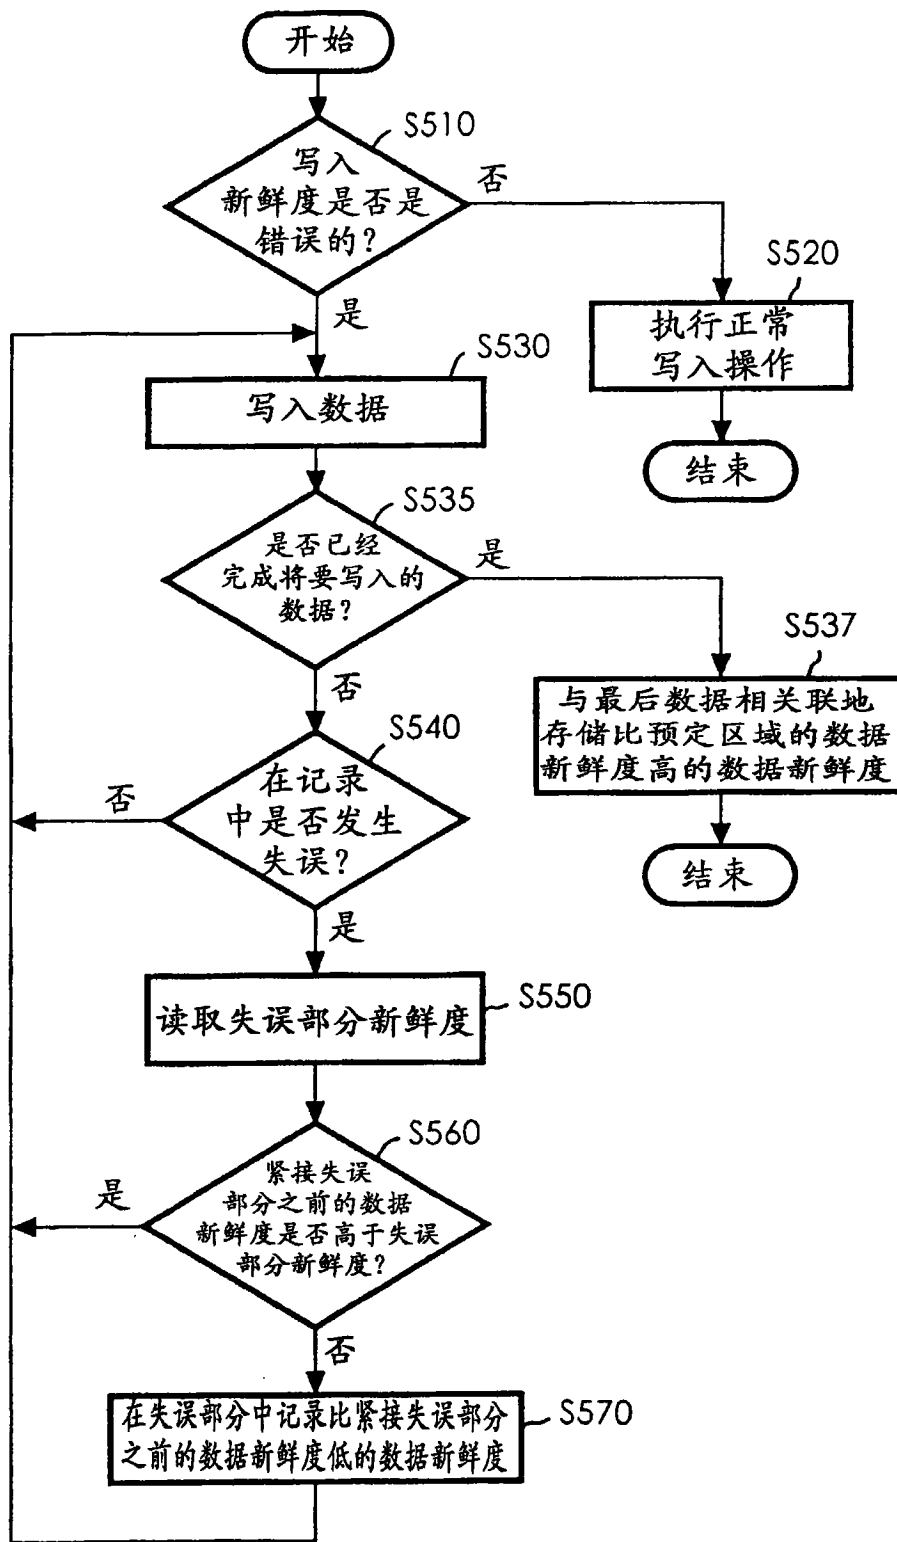 开始
S510
写入
新鲜度是否是
错误的?
否
是
S520
执行正常
写入操作
结束
S530
写入数据
S535
是否已经
完成将要写入的
数据?
是
否
S537
与最后数据相关联地
存储比预定区域的数据
新鲜度高的数据新鲜度
结束
S540
在记录
中是否发生
失误?
否
是
S550
读取失误部分新鲜度
S560
紧接失误
部分之前的数据
新鲜度是否高于失误
部分新鲜度?
是
否
S570
在失误部分中记录比紧接失误部分
之前的数据新鲜度低的数据新鲜度